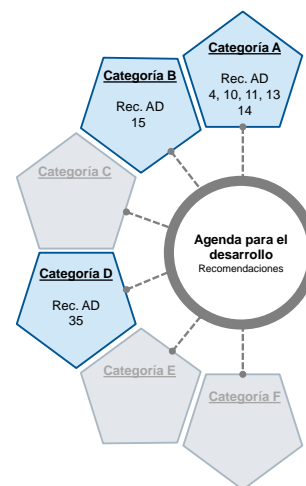 Categoría A
Rec. AD
4, 10, 11, 13
14
Categoría B
Rec. AD
15
Categoría C
Agenda para el
desarrollo
Recomendaciones
Categoría D
Rec. AD
35
Categoría E
Categoría F